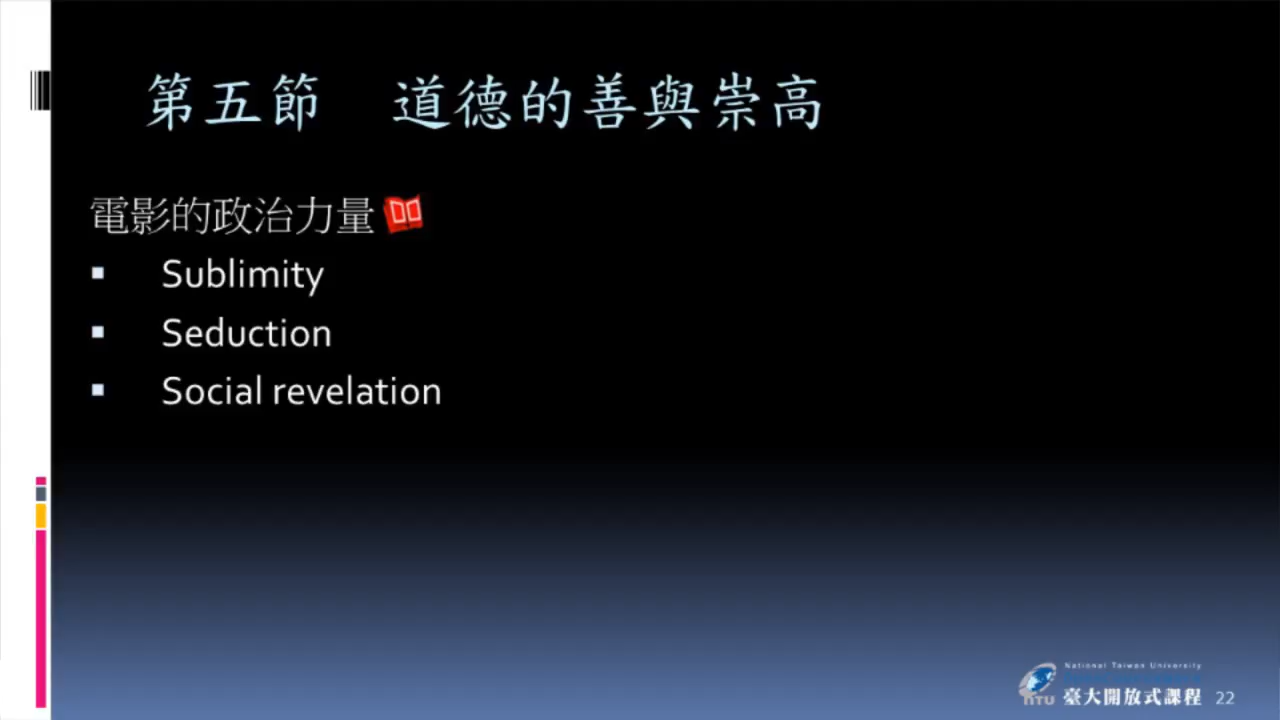 第五節　道德的善與崇高
電影的政治力量
▪ Sublimity
▪ Seduction
▪ Social revelation
National Taiwan University
NTU 臺大開放式課程 22